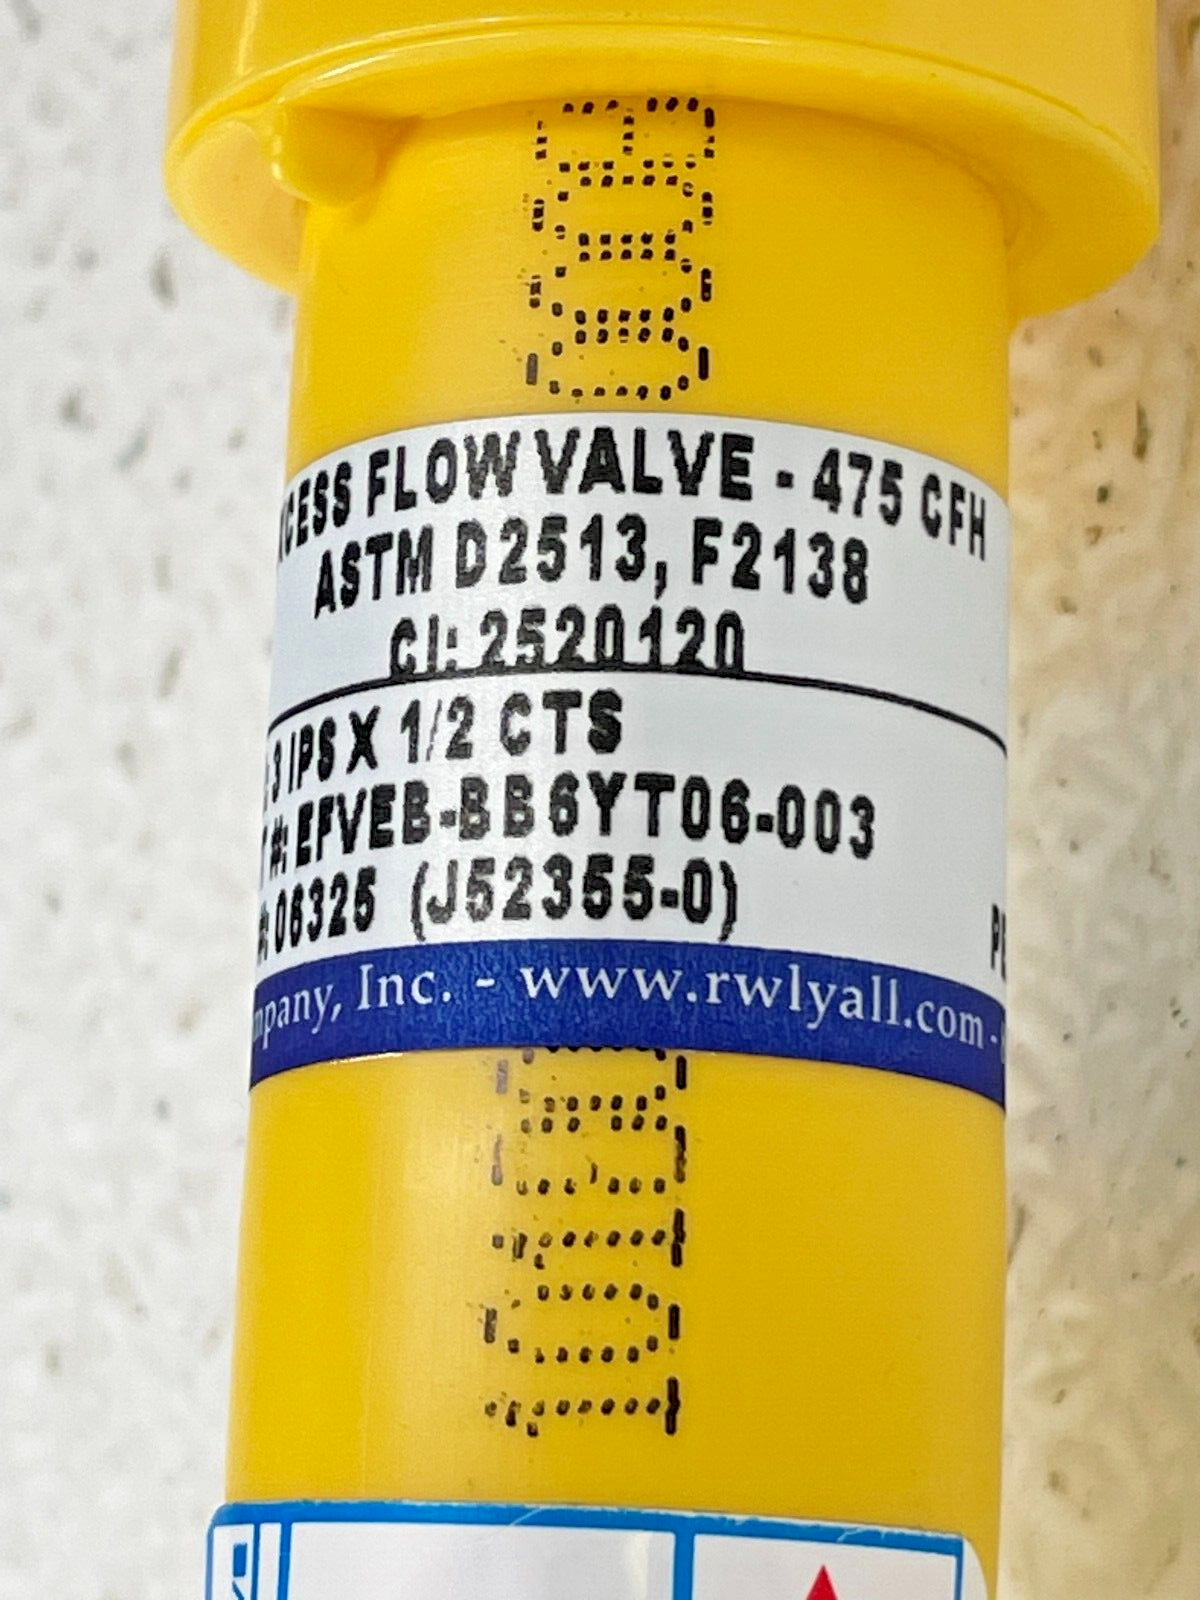 EXCESS FLOW VALVE - 475 CFH
ASTM D2513, F2138
CI: 2520120
3 IPS X 1/2 CTS
#: EFVEB-BB6YT06-003
#: 06325 (J52355-0)
mpany, Inc. - www.rwlyall.com -